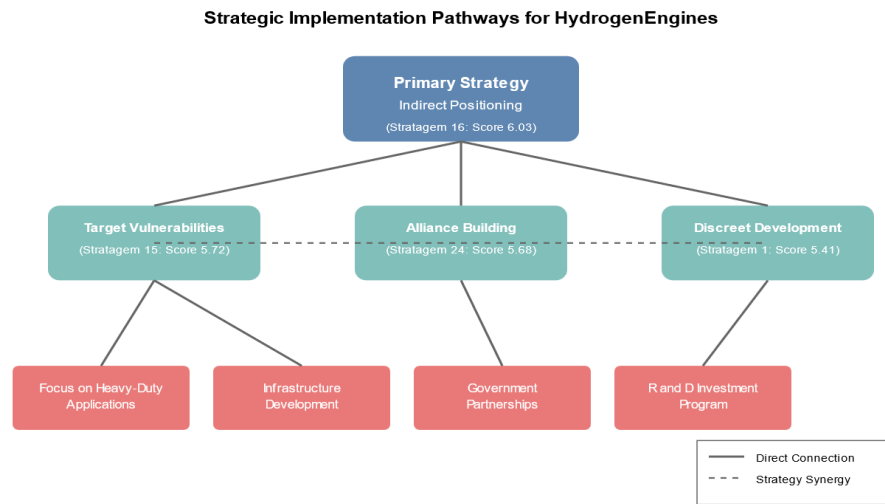 Strategic Implementation Pathways for HydrogenEngines
Primary Strategy
Indirect Positioning
(Stratagem 16: Score 6.03)
Target Vulnerabilities
(Stratagem 15: Score 5.72)
Alliance Building
(Stratagem 24: Score 5.68)
Discreet Development
(Stratagem 1: Score 5.41)
Focus on Heavy-Duty
Applications
Infrastructure
Development
Government
Partnerships
R and D Investment
Program
Direct Connection
Strategy Synergy